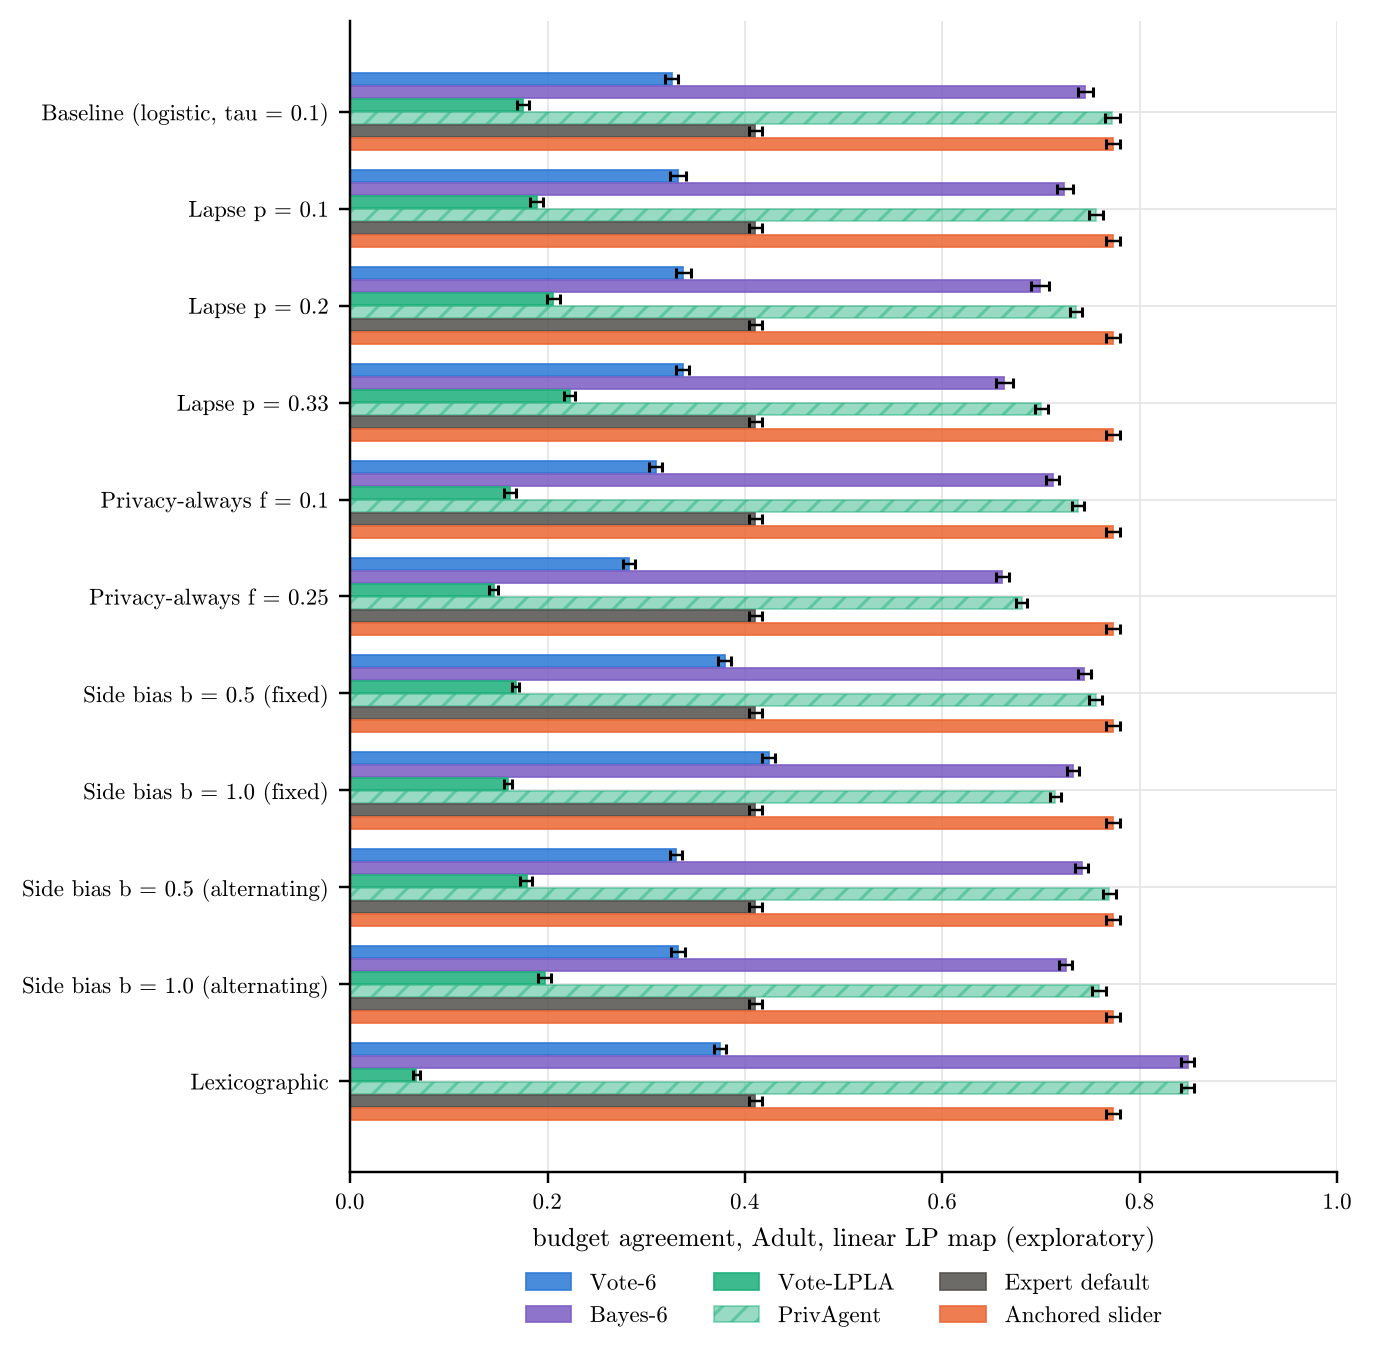 Baseline (logistic, tau = 0.1)
Lapse p = 0.1
Lapse p = 0.2
Lapse p = 0.33
Privacy-always f = 0.1
Privacy-always f = 0.25
Side bias b = 0.5 (fixed)
Side bias b = 1.0 (fixed)
Side bias b = 0.5 (alternating)
Side bias b = 1.0 (alternating)
Lexicographic
0.0 0.2 0.4 0.6 0.8 1.0
budget agreement, Adult, linear LP map (exploratory)
Vote-6 Vote-LPLA Expert default
Bayes-6 PrivAgent Anchored slider